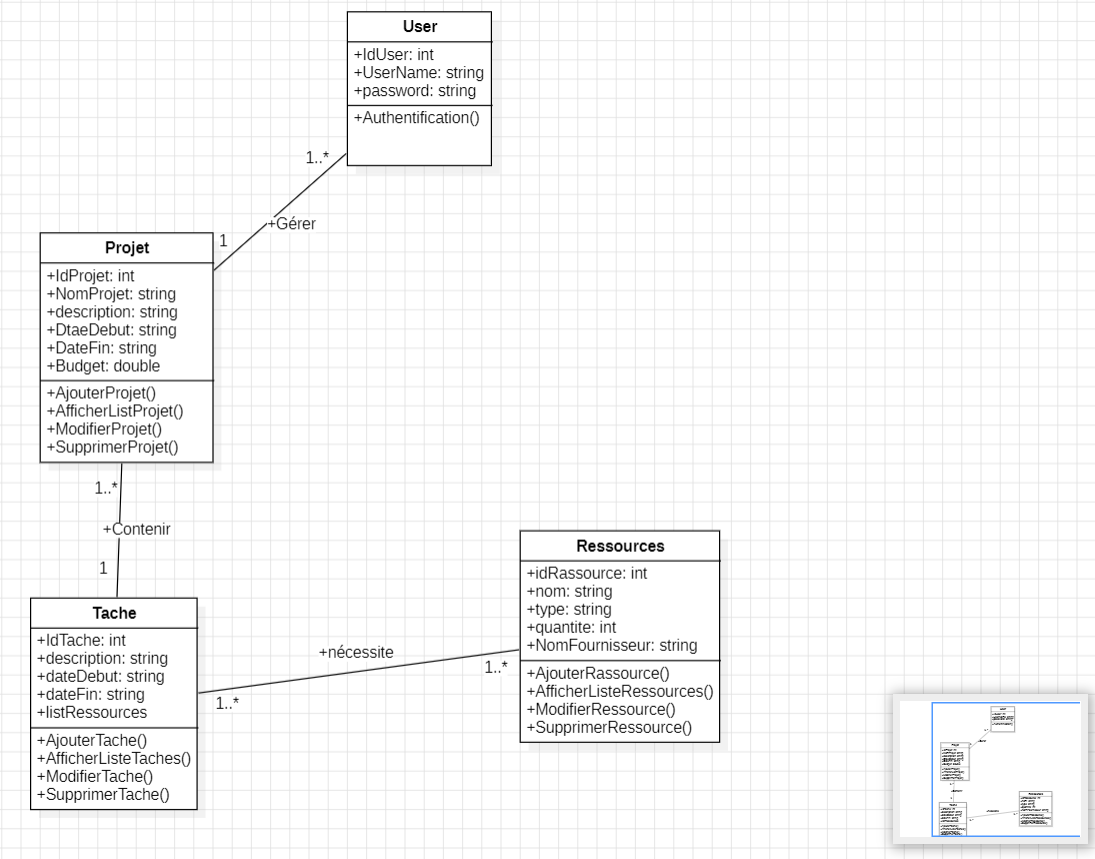 User
+IdUser: int
+UserName: string
+password: string
+Authentification()
1..*
+Gérer
1
Projet
+IdProjet: int
+NomProjet: string
+description: string
+DtaeDebut: string
+DateFin: string
+Budget: double
+AjouterProjet()
+AfficherListProjet()
+ModifierProjet()
+SupprimerProjet()
1..*
+Contenir
1
Tache
+IdTache: int
+description: string
+dateDebut: string
+dateFin: string
+listRessources
+AjouterTache()
+AfficherListeTaches()
+ModifierTache()
+SupprimerTache()
+nécessite
1..*
1..*
Ressources
+idRassource: int
+nom: string
+type: string
+quantite: int
+NomFournisseur: string
+AjouterRassource()
+AfficherListeRessources()
+ModifierRessource()
+SupprimerRessource()